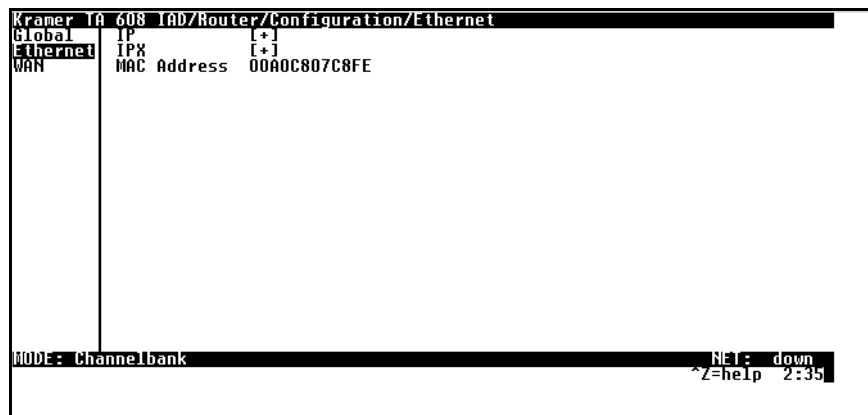 Kramer TA 608 IAD/Router/Configuration/Ethernet
Global IP [+]
Ethernet IPX [+]
WAN MAC Address 00A0C807C8FE
MODE: Channelbank NET: down
^Z=help 2:35